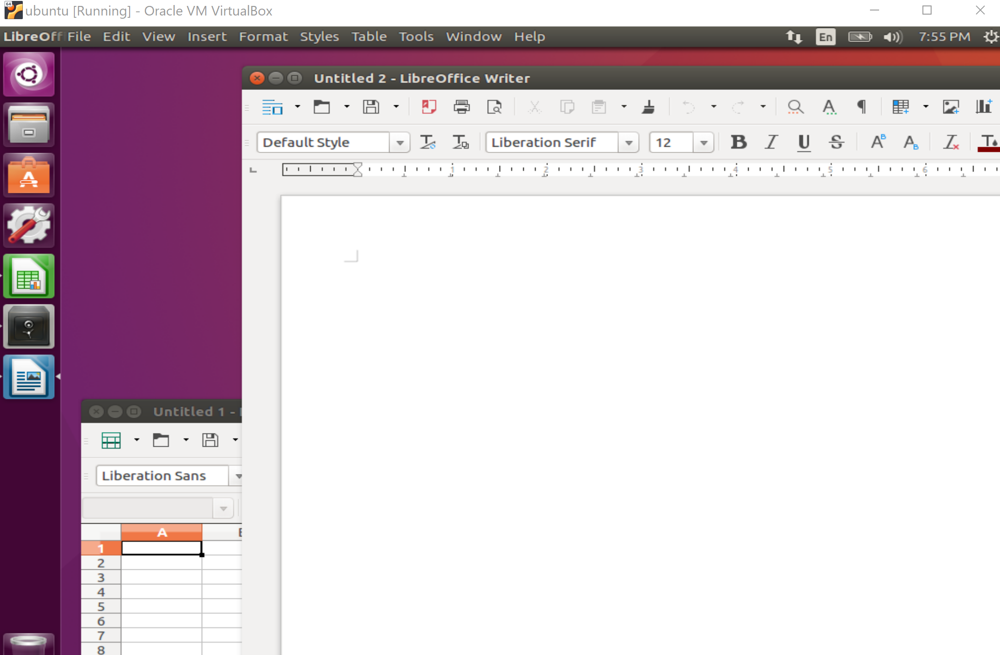 64
ubuntu [Running] - Oracle VM VirtualBox
LibreOff File Edit View Insert Format Styles Table Tools Window Help En 7:55 PM
Untitled 2 - LibreOffice Writer
Default Style Liberation Serif 12
1 2 3 4 5 6
Untitled 1 -
Liberation Sans
A
1
2
3
4
5
6
7
8